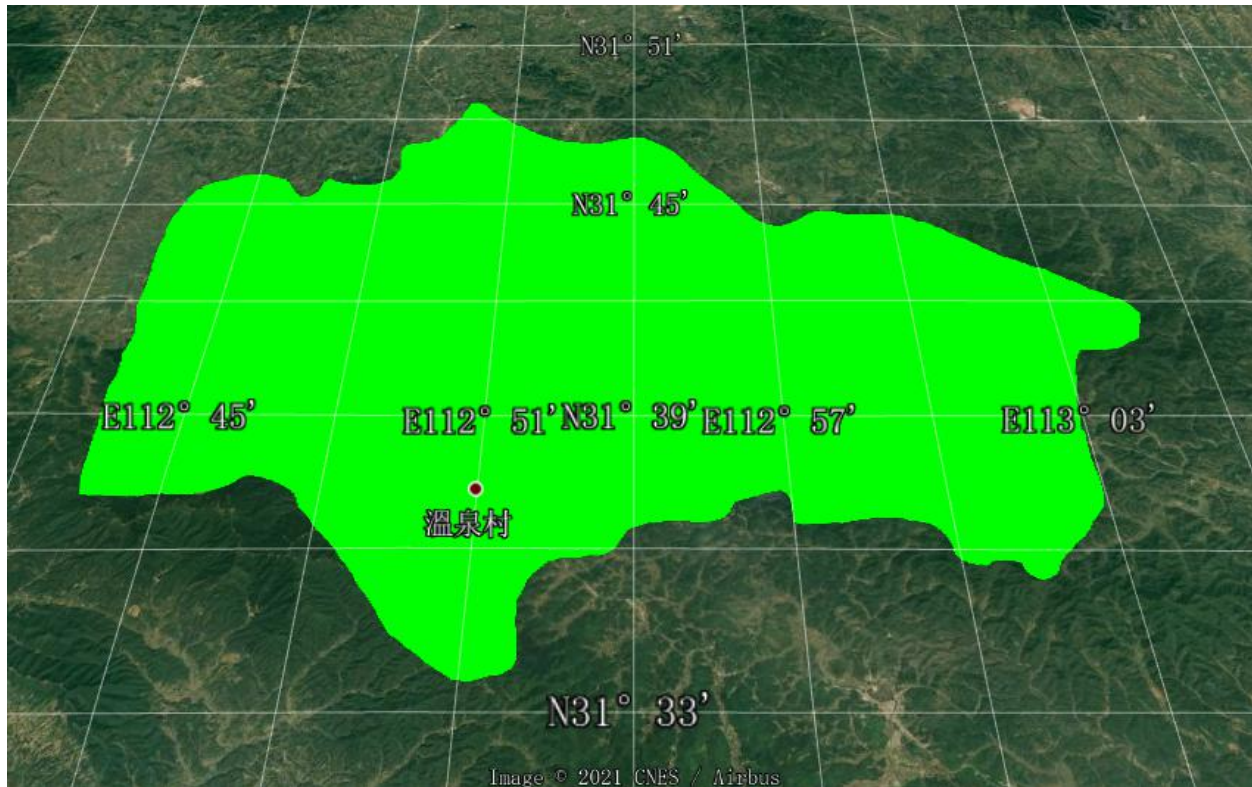 N31° 51'
N31° 45'
E112° 45'
E112° 51'
N31° 39'
E112° 57'
E113° 03'
溫泉村
N31° 33'
Image © 2021 CNES / Airbus